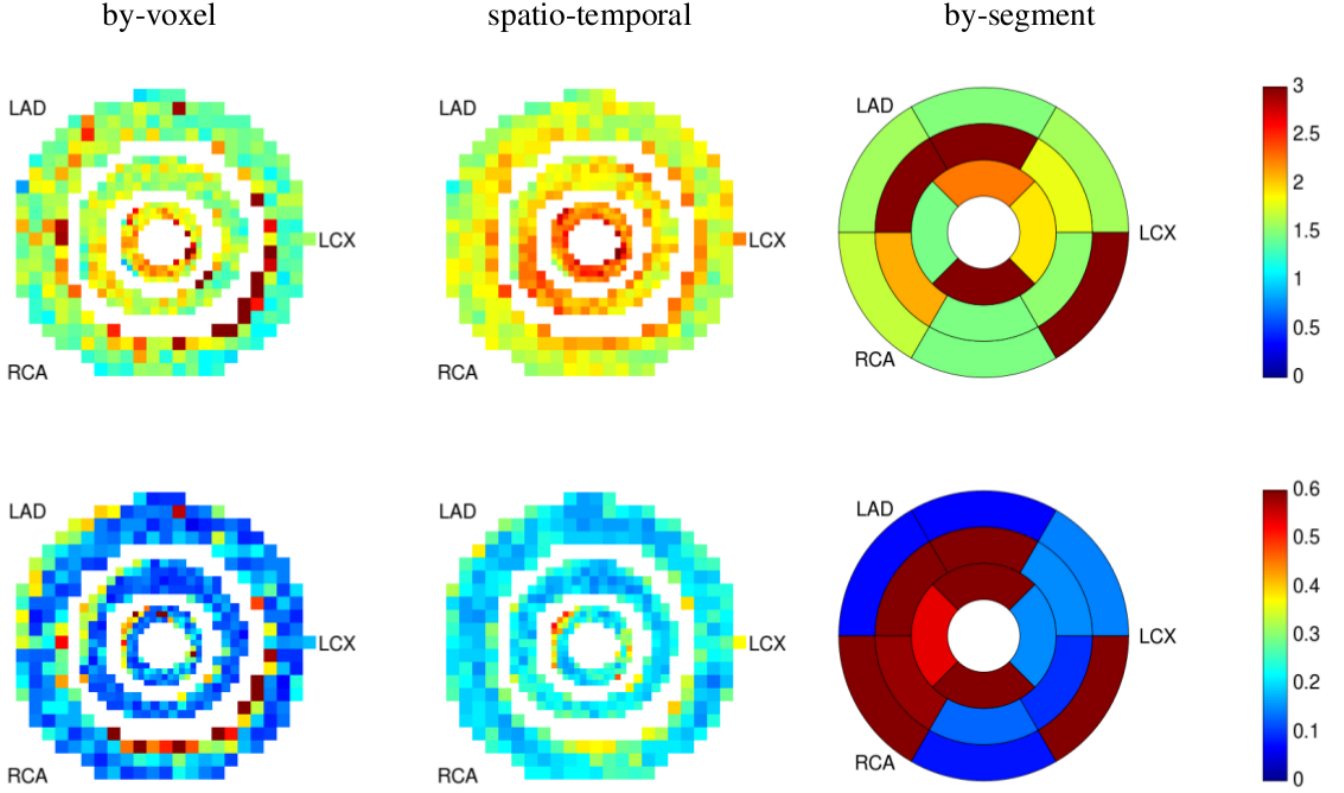 by-voxel spatio-temporal by-segment
LAD LAD LAD 3
2.5
2
LCX LCX LCX 1.5
1
0.5
RCA RCA RCA 0
LAD LAD LAD 0.6
0.5
0.4
LCX LCX LCX 0.3
0.2
0.1
RCA RCA RCA 0